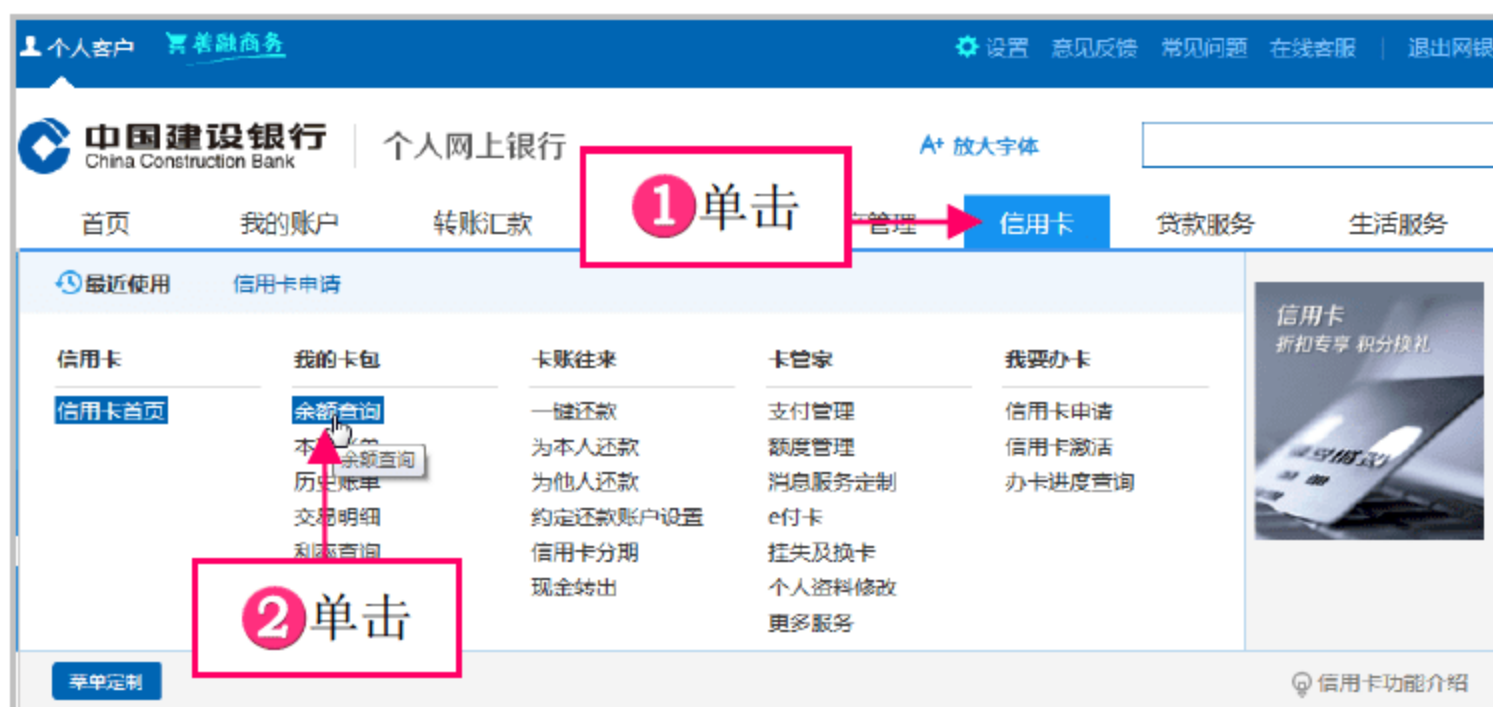 个人客户 善融商务 设置 意见反馈 常见问题 在线客服 | 退出网银
中国建设银行 个人网上银行 A+ 放大字体
China Construction Bank
首页 我的账户 转账汇款 1单击 管理 信用卡 贷款服务 生活服务
最近使用 信用卡申请
信用卡
折扣专享 积分换礼
信用卡 我的卡包 卡账往来 卡管家 我要办卡
信用卡首页 余额查询 一键还款 支付管理 信用卡申请
为本人还款 额度管理 信用卡激活
余额查询
历史账单 为他人还款 消息服务定制 办卡进度查询
交易明细 约定还款账户设置 e付卡
利率查询 信用卡分期 挂失及换卡
现金转出 个人资料修改
2单击 更多服务
菜单定制 信用卡功能介绍